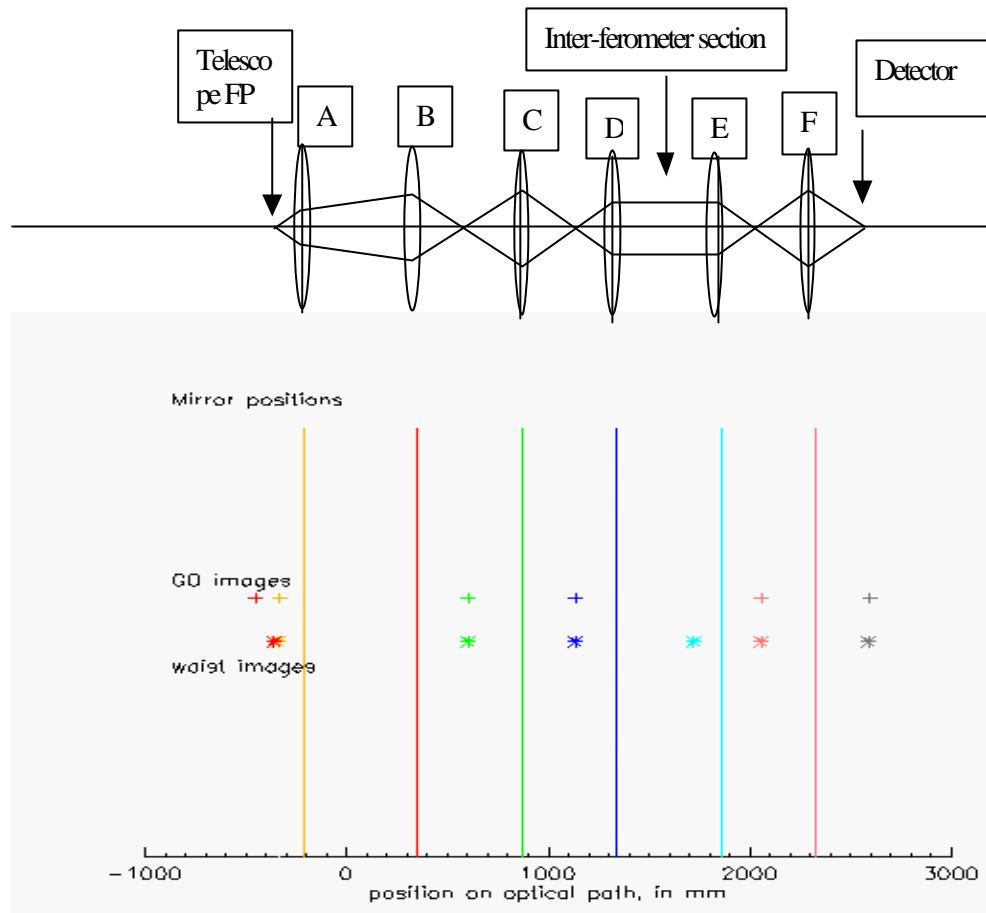 Inter-ferometer section
Telesco
pe FP
Detector
A
B
C
D
E
F
Mirror positions
GO images
waist images
-1000
0
1000
2000
3000
position on optical path, in mm